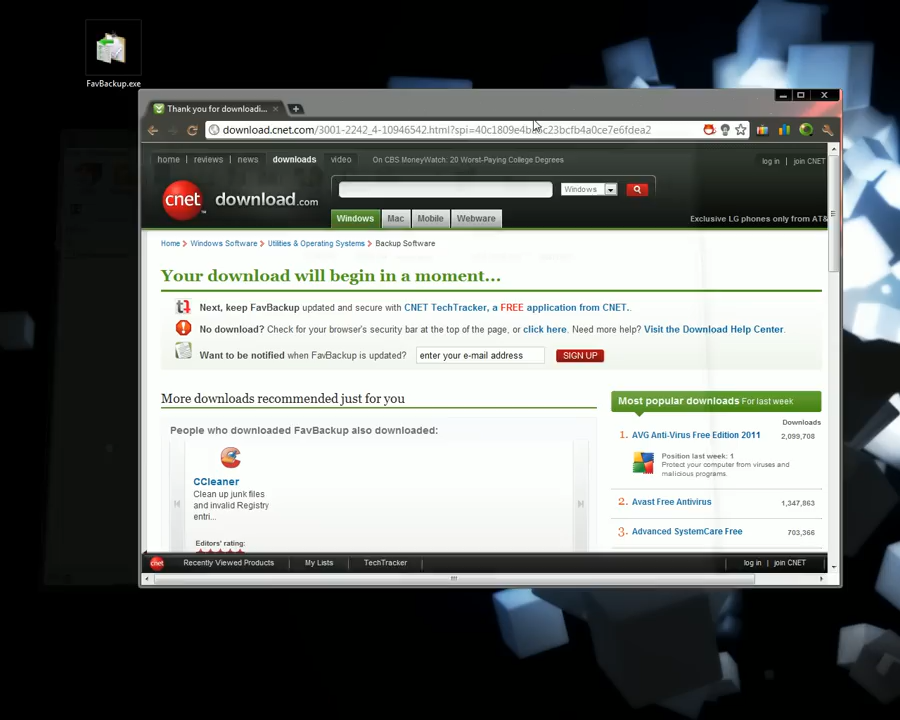 FavBackup.exe
Thank you for downloadi...
download.cnet.com/3001-2242_4-10946542.html?spi=
home reviews news downloads video On CBS MoneyWatch: 20 Worst-Paying College Degrees log in | join CNET
cnet download.com Windows
Windows Mac Mobile Webware Exclusive LG phones only from AT&
Home > Windows Software > Utilities & Operating Systems > Backup Software
Your download will begin in a moment...
Next, keep FavBackup updated and secure with CNET TechTracker, a FREE application from CNET..
No download? Check for your browser's security bar at the top of the page, or click here. Need more help? Visit the Download Help Center.
Want to be notified when FavBackup is updated? enter your e-mail address SIGN UP
More downloads recommended just for you
People who downloaded FavBackup also downloaded:
CCleaner
Clean up junk files
and invalid Registry
entri...
Editors' rating:
Most popular downloads For last week
Downloads
1. AVG Anti-Virus Free Edition 2011 2,099,708
Position last week: 1
Protect your computer from viruses and
malicious programs.
2. Avast Free Antivirus 1,347,863
3. Advanced SystemCare Free 703,366
cnet Recently Viewed Products My Lists TechTracker log in | join CNET